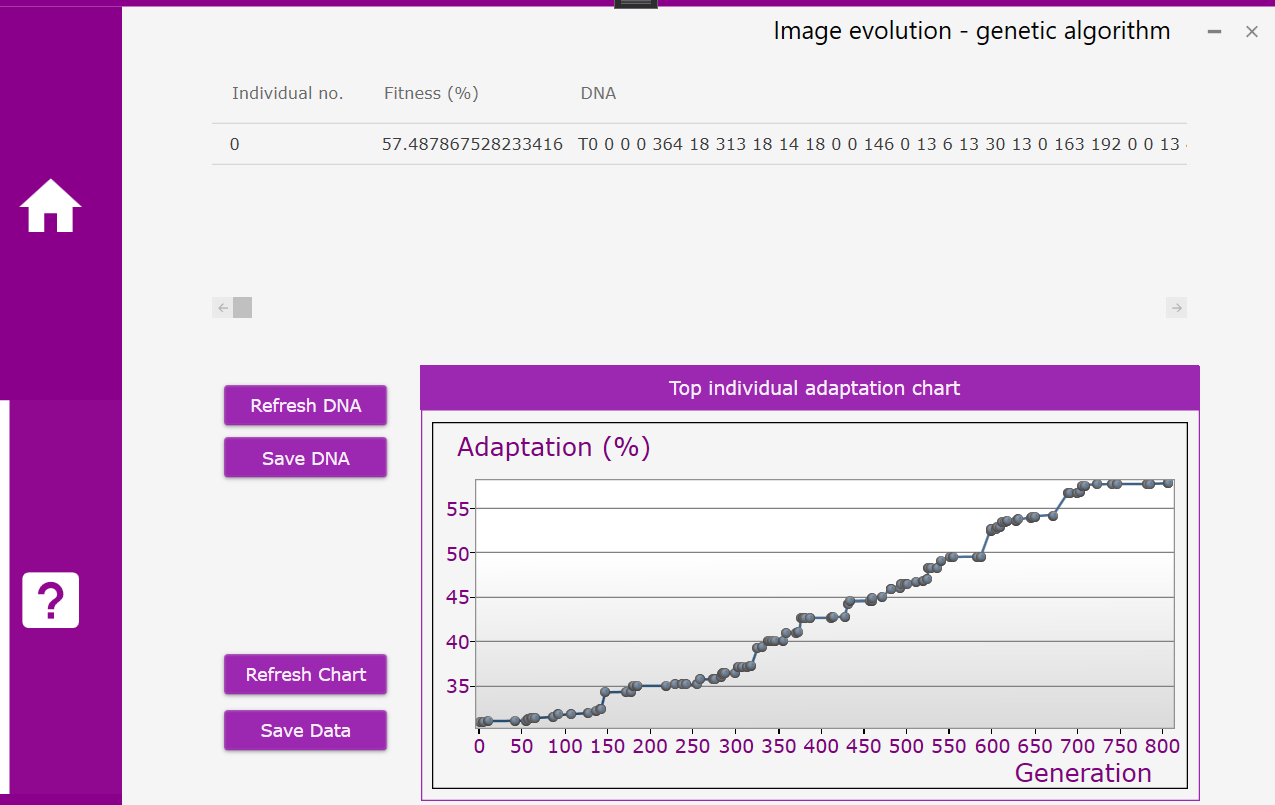 Image evolution - genetic algorithm
Individual no. Fitness (%) DNA
0 57.487867528233416 T0 0 0 0 364 18 313 18 14 18 0 0 146 0 13 6 13 30 13 0 163 192 0 0 13
Refresh DNA
Save DNA
Refresh Chart
Save Data
Top individual adaptation chart
Adaptation (%)
55
50
45
40
35
0 50 100 150 200 250 300 350 400 450 500 550 600 650 700 750 800
Generation
?